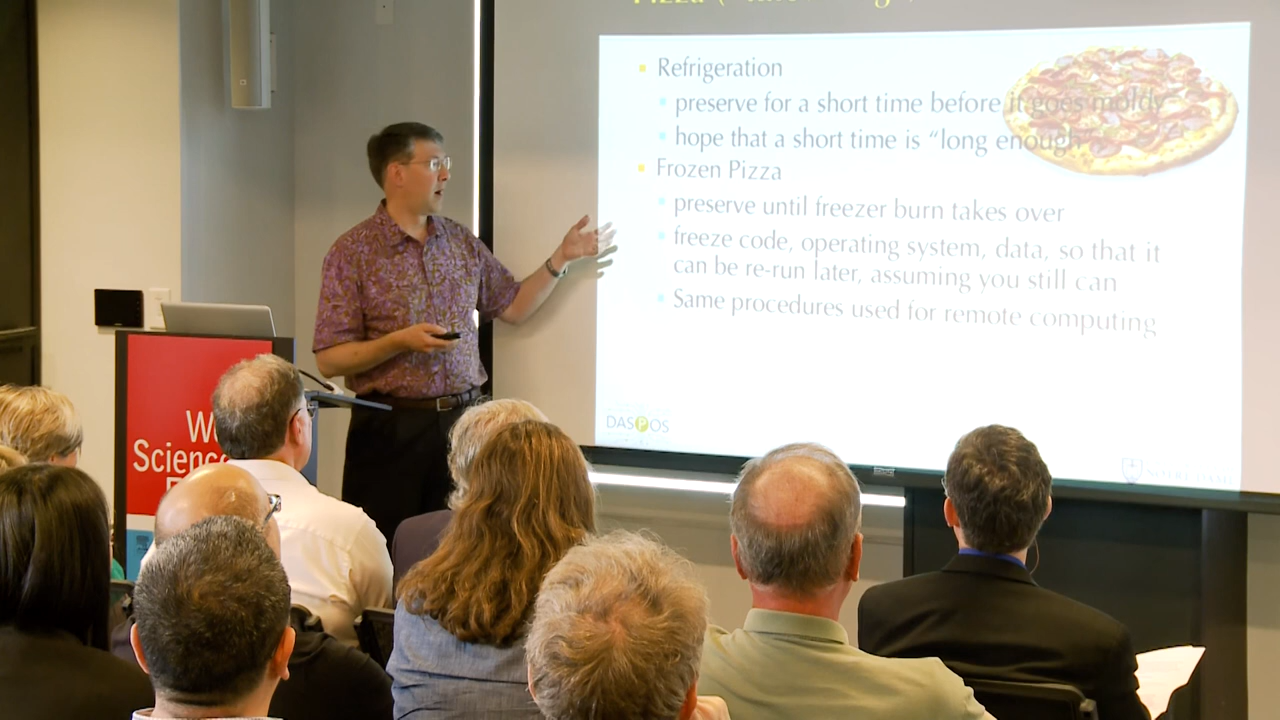 Pizza
Refrigeration
preserve for a short time before it goes moldy
hope that a short time is “long enough”
Frozen Pizza
preserve until freezer burn takes over
freeze code, operating system, data, so that it
can be re-run later, assuming you still can
Same procedures used for remote computing
DASPOS
Science